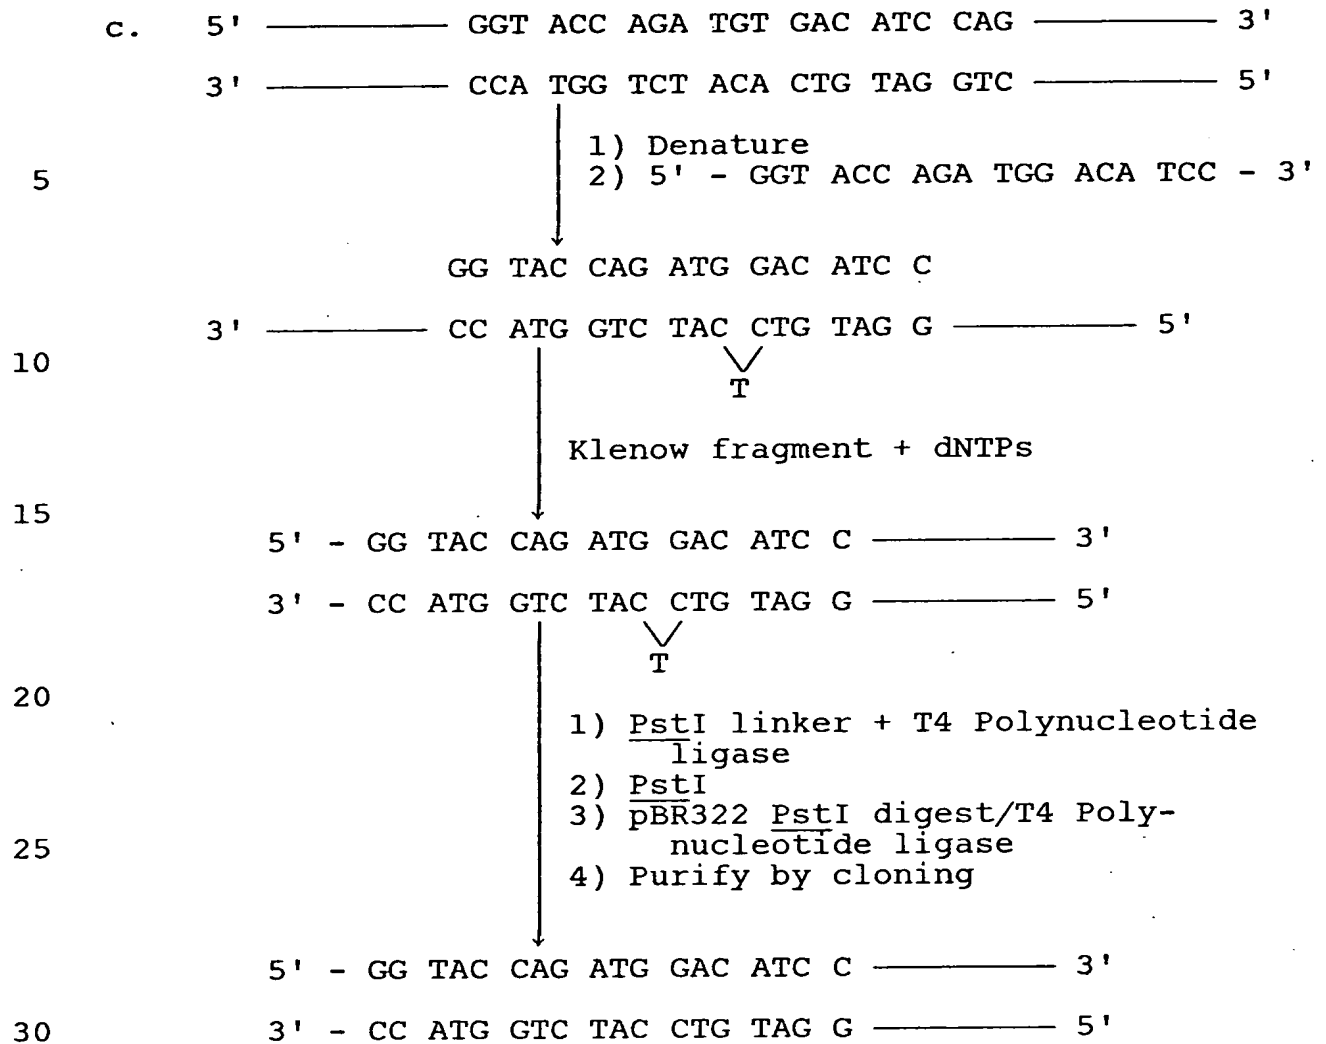 c. 5' GGT ACC AGA TGT GAC ATC CAG 3'
3' CCA TGG TCT ACA CTG TAG GTC 5'
1) Denature
5 2) 5' - GGT ACC AGA TGG ACA TCC - 3'
GG TAC CAG ATG GAC ATC C
3' CC ATG GTC TAC CTG TAG G 5'
10
T
Klenow fragment + dNTPs
15
5' - GG TAC CAG ATG GAC ATC C 3'
3' - CC ATG GTC TAC CTG TAG G 5'
T
20
1) PstI linker + T4 Polynucleotide
ligase
2) PstI
3) pBR322 PstI digest/T4 Poly-
25 nucleotide ligase
4) Purify by cloning
5' - GG TAC CAG ATG GAC ATC C 3'
30 3' - CC ATG GTC TAC CTG TAG G 5'